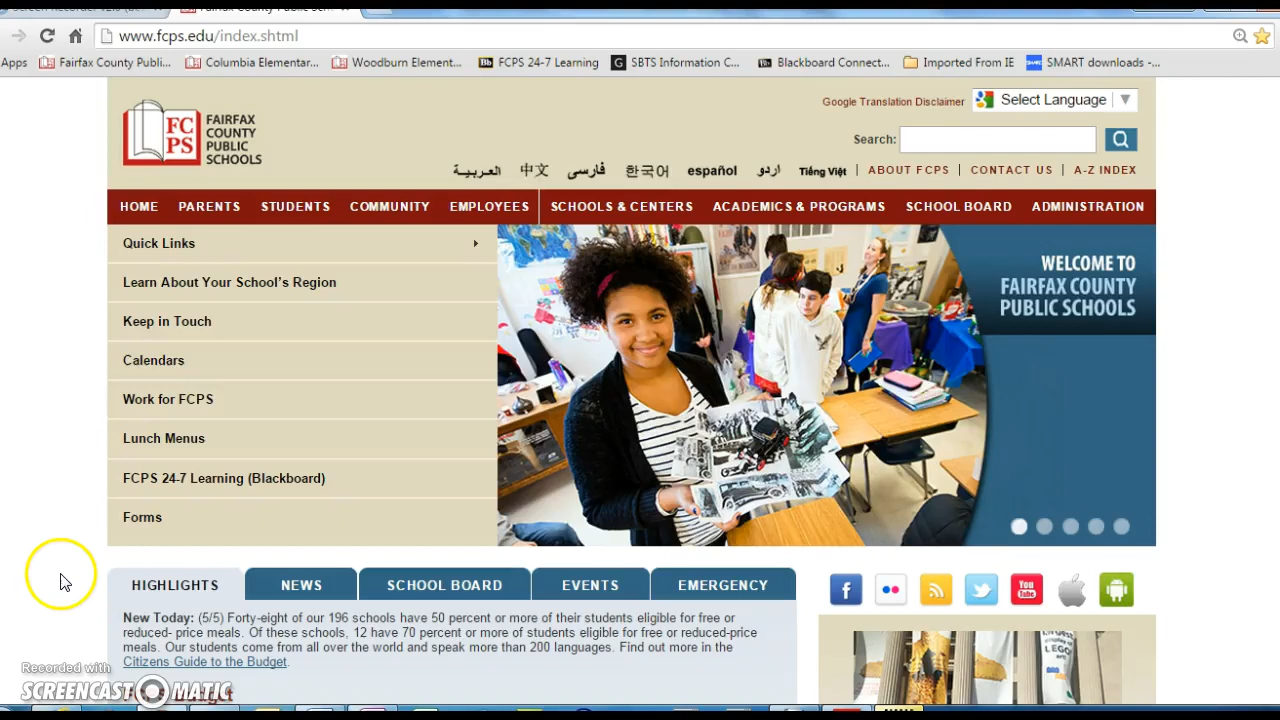 www.fcps.edu/index.shtml
Apps Fairfax County Publi... Columbia Elementar... Woodburn Element... Bb FCPS 24-7 Learning G SBTS Information C... Bb Blackboard Connect... Imported From IE SMART downloads -...
Google Translation Disclaimer Select Language
FC
PS
FAIRFAX
COUNTY
PUBLIC
SCHOOLS
Search:
العربية 中文 فارسی 한국어 español اردو Tiếng Việt | ABOUT FCPS | CONTACT US | A-Z INDEX
HOME PARENTS STUDENTS COMMUNITY EMPLOYEES SCHOOLS & CENTERS ACADEMICS & PROGRAMS SCHOOL BOARD ADMINISTRATION
Quick Links
Learn About Your School's Region
Keep in Touch
Calendars
Work for FCPS
Lunch Menus
FCPS 24-7 Learning (Blackboard)
Forms
WELCOME TO
FAIRFAX COUNTY
PUBLIC SCHOOLS
HIGHLIGHTS NEWS SCHOOL BOARD EVENTS EMERGENCY
New Today: (5/5) Forty-eight of our 196 schools have 50 percent or more of their students eligible for free or
reduced- price meals. Of these schools, 12 have 70 percent or more of students eligible for free or reduced-price
meals. Our students come from all over the world and speak more than 200 languages. Find out more in the
Citizens Guide to the Budget.
You Tube
LEGO
Recorded with
SCREENCAST-O-MATIC